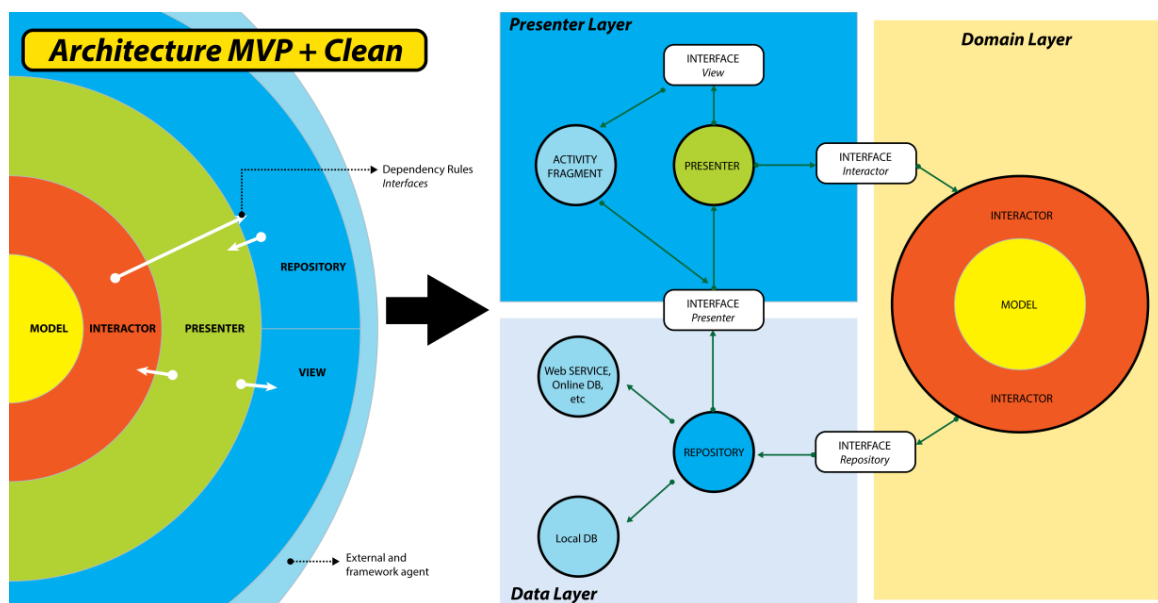 Architecture MVP + Clean
Dependency Rules
Interfaces
REPOSITORY
MODEL
INTERACTOR
PRESENTER
VIEW
External and
framework agent
Presenter Layer
INTERFACE
View
ACTIVITY
FRAGMENT
PRESENTER
INTERFACE
Interactor
INTERFACE
Presenter
Domain Layer
INTERACTOR
MODEL
INTERACTOR
Web SERVICE,
Online DB,
etc
REPOSITORY
INTERFACE
Repository
Local DB
Data Layer